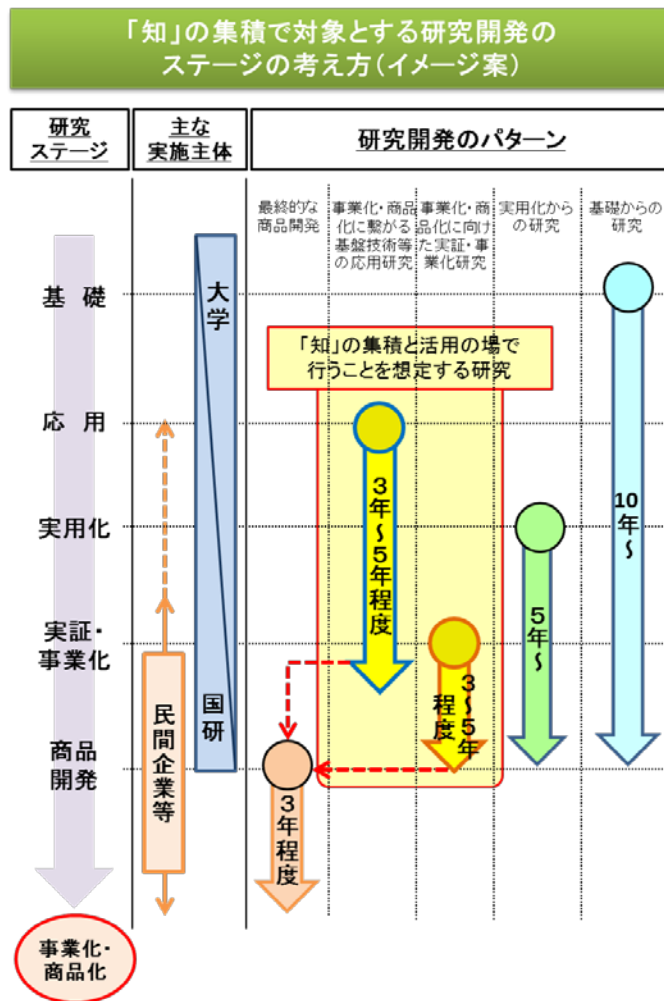 「知」の集積で対象とする研究開発の
ステージの考え方（イメージ案）
研究
ステージ
主な
実施主体
研究開発のパターン
最終的な
商品開発
事業化・商品
化に繋がる
基盤技術等
の応用研究
事業化・商
品化に向け
た実証・事
業化研究
実用化から
の研究
基礎からの
研究
基 礎
応 用
実用化
実証・
事業化
商品
開発
事業化・
商品化
大学
国研
民間企業等
「知」の集積と活用の場で
行うことを想定する研究
3年～5年程度
3～5年
程度
3年程度
5年～
10年～